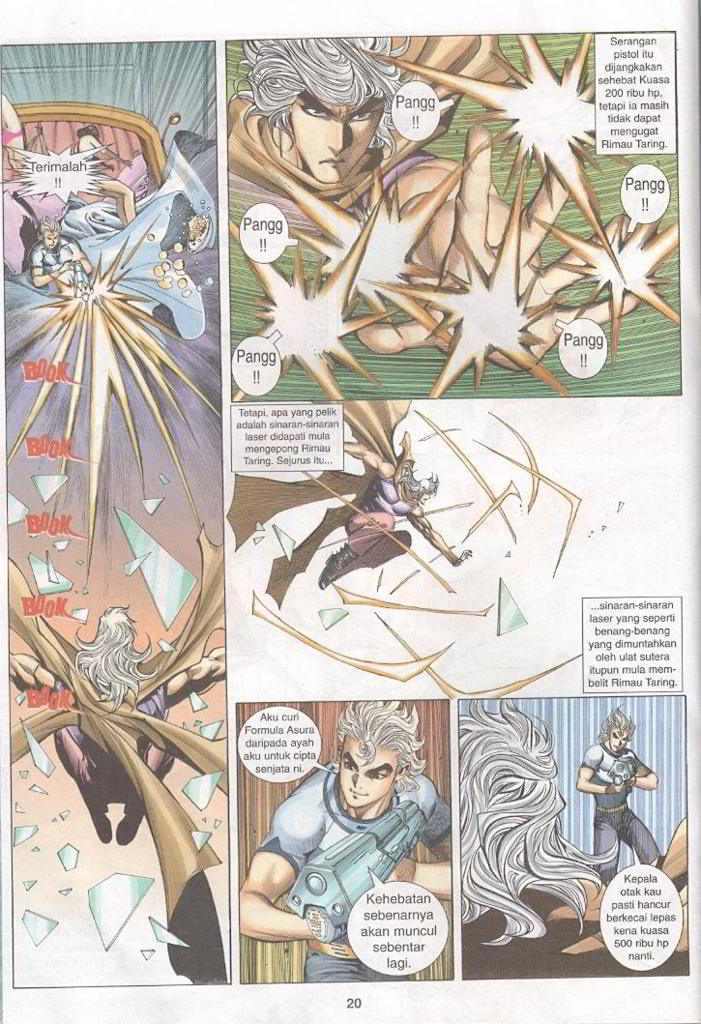 Terimalah
!!
BOOK
BOOK
BOOK
BOOK
BOOK
Serangan
pistol itu
dijangkakan
sehebat Kuasa
200 ribu hp,
tetapi ia masih
tidak dapat
mengugat
Rimau Taring.
Pangg
!!
Pangg
!!
Pangg
!!
Pangg
!!
Pangg
!!
Tetapi, apa yang pelik
adalah sinaran-sinaran
laser didapati mula
mengepong Rimau
Taring. Sejurus itu...
...sinaran-sinaran
laser yang seperti
benang-benang
yang dimuntahkan
oleh ulat sutera
itupun mula mem-
belit Rimau Taring.
Aku curi
Formula Asura
daripada ayah
aku untuk cipta
senjata ni.
Kehebatan
sebenarnya
akan muncul
sebentar
lagi.
Kepala
otak kau
pasti hancur
berkecai lepas
kena kuasa
500 ribu hp
nanti.
20